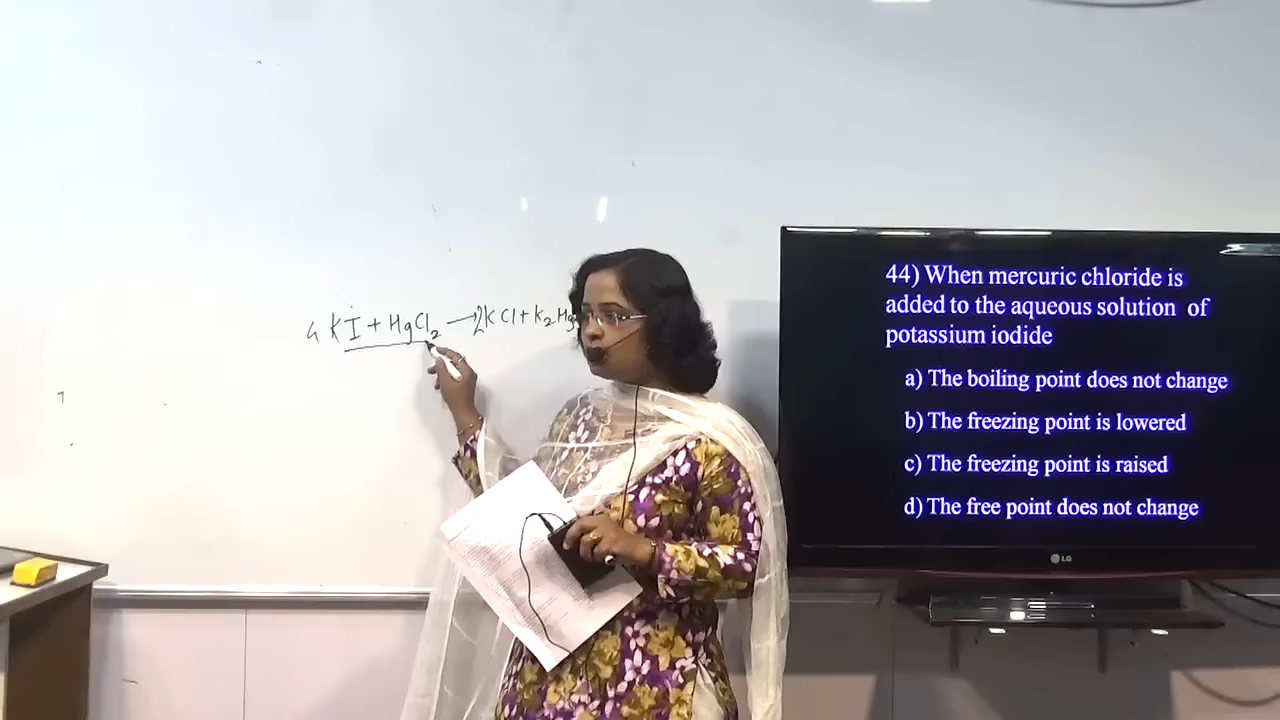 4 KI + HgCl2 → 2KCl + K2Hg
44) When mercuric chloride is
added to the aqueous solution of
potassium iodide
a) The boiling point does not change
b) The freezing point is lowered
c) The freezing point is raised
d) The free point does not change
LG